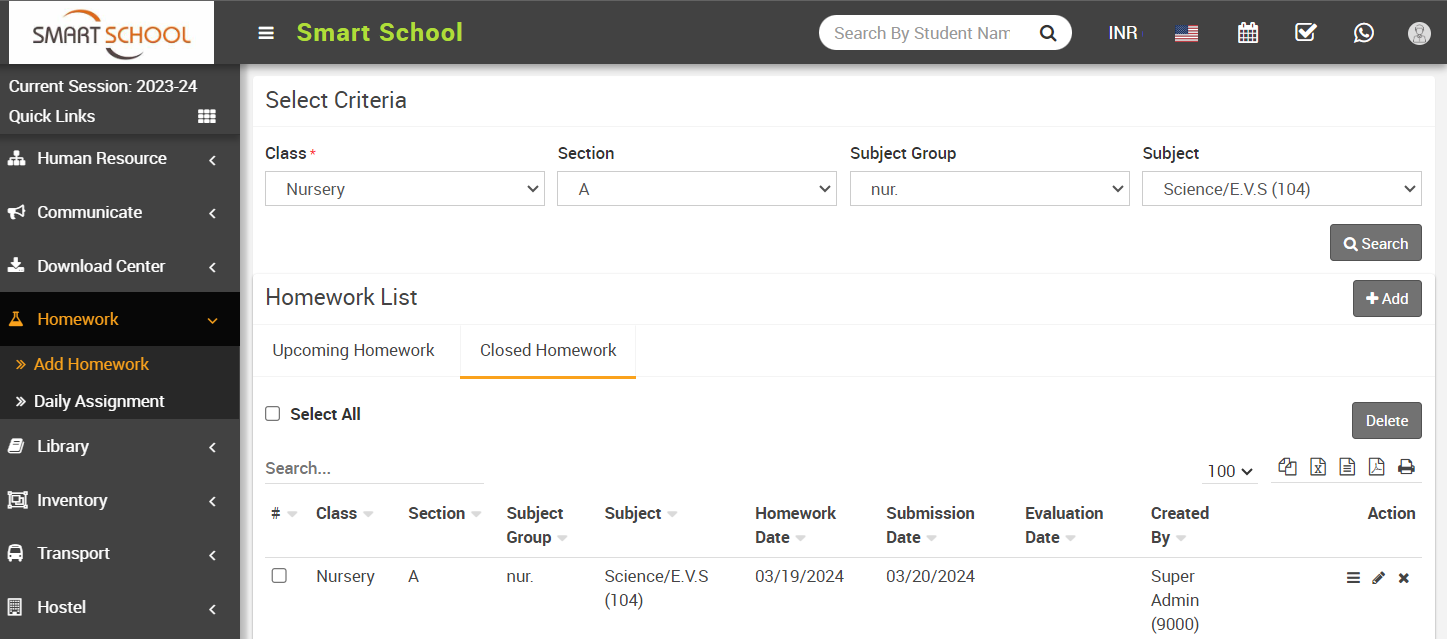 SMART SCHOOL
Smart School
Search By Student Nam
INR
Current Session: 2023-24
Quick Links
Human Resource
Communicate
Download Center
Homework
Add Homework
Daily Assignment
Library
Inventory
Transport
Hostel
Select Criteria
Class * Section Subject Group Subject
Nursery A nur. Science/E.V.S (104)
Search
Homework List
Add
Upcoming Homework Closed Homework
Select All
Delete
Search...
100
# Class Section Subject Group Subject Homework Date Submission Date Evaluation Date Created By Action
Nursery A nur. Science/E.V.S (104) 03/19/2024 03/20/2024 Super Admin (9000)